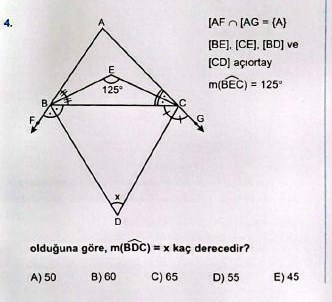 4.
A
[AF ∩ [AG = {A}
[BE], [CE], [BD] ve
[CD] açıortay
m(BEC) = 125°
E
125°
B
C
F
G
x
D
olduğuna göre, m(BDC) = x kaç derecedir?
A) 50 B) 60 C) 65 D) 55 E) 45